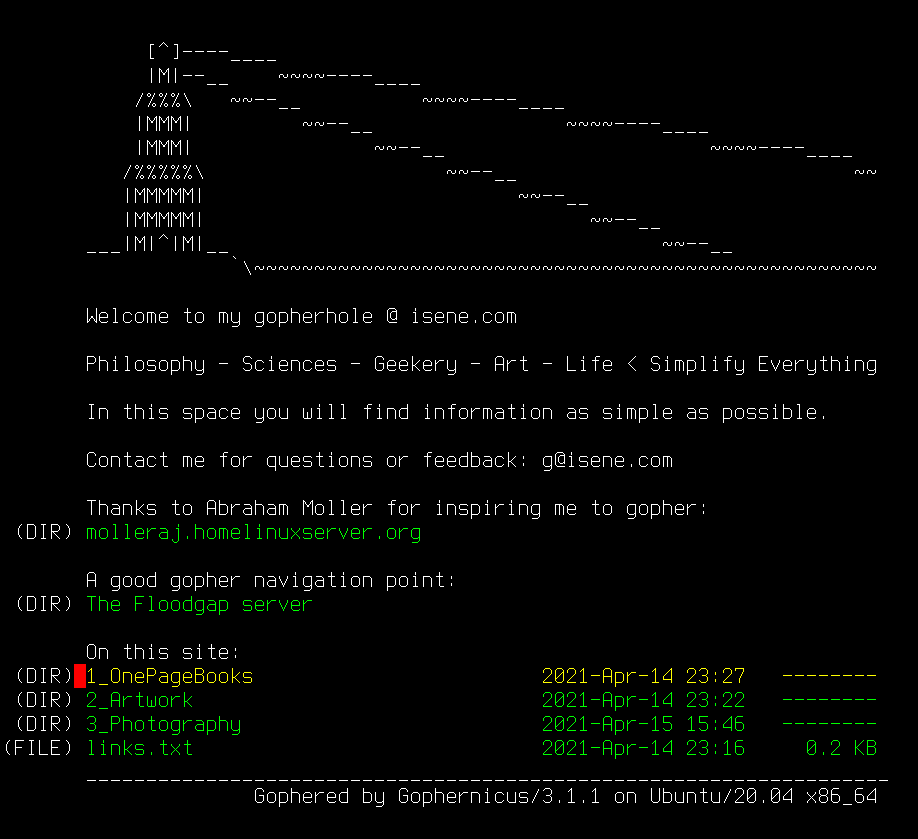 [^]----____
          |M|--__    ~~~~----____
         /%%%\   ~~--__          ~~~~----____
         |MMM|         ~~--__                ~~~~----____
         |MMM|               ~~--__                      ~~~~----____
        /%%%%%\                    ~~--__                            ~~
        |MMMMM|                          ~~--__
        |MMMMM|                                ~~--__
     ___|M|^|M|__                                    ~~--__
                 `\~~~~~~~~~~~~~~~~~~~~~~~~~~~~~~~~~~~~~~~~~~~~~~~~~~~~
Welcome to my gopherhole @ isene.com
Philosophy - Sciences - Geekery - Art - Life < Simplify Everything
In this space you will find information as simple as possible.
Contact me for questions or feedback: g@isene.com
Thanks to Abraham Moller for inspiring me to gopher:
(DIR) molleraj.homelinuxserver.org
A good gopher navigation point:
(DIR) The Floodgap server
On this site:
(DIR) 1_OnePageBooks 2021-Apr-14 23:27 --------
(DIR) 2_Artwork 2021-Apr-14 23:22 --------
(DIR) 3_Photography 2021-Apr-15 15:46 --------
(FILE) links.txt 2021-Apr-14 23:16 0.2 KB
___________________________________________________________________
Gophered by Gophernicus/3.1.1 on Ubuntu/20.04 x86_64